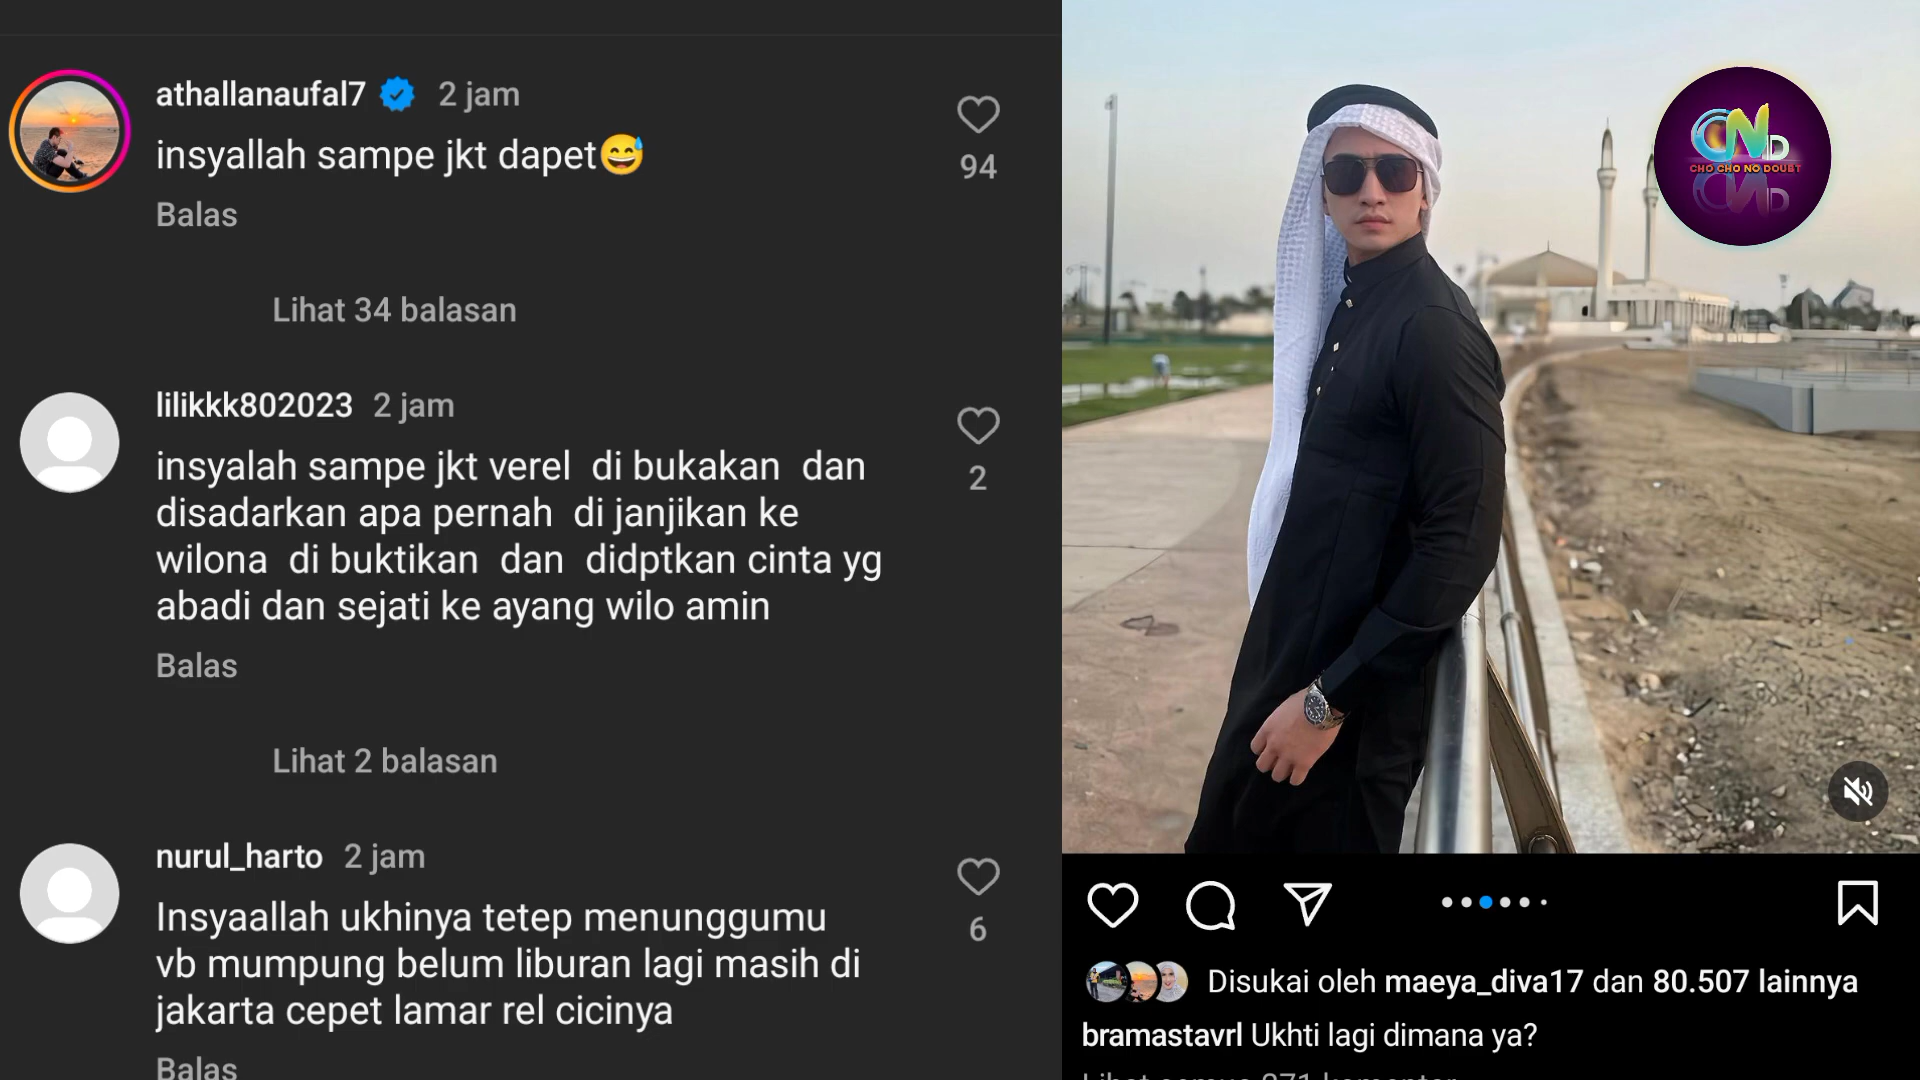 athallanaufal7 2 jam
insyallah sampe jkt dapet😅
94
Balas
Lihat 34 balasan
lilikkk802023 2 jam
insyalah sampe jkt verel di bukakan dan
disadarkan apa pernah di janjikan ke
wilona di buktikan dan didptkan cinta yg
abadi dan sejati ke ayang wilo amin
2
Balas
Lihat 2 balasan
nurul_harto 2 jam
Insyaallah ukhinya tetep menunggumu
vb mumpung belum liburan lagi masih di
jakarta cepet lamar rel cicinya
6
Balas
CND
CHO CHO NO DOUBT
Disukai oleh maeya_diva17 dan 80.507 lainnya
bramastavrl Ukhti lagi dimana ya?